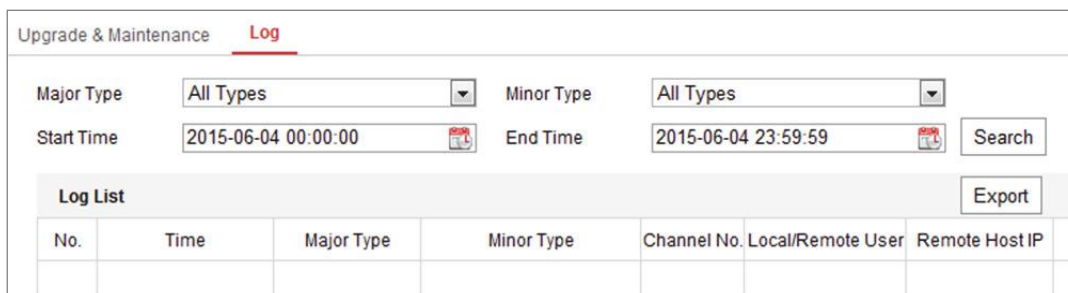 Upgrade & Maintenance Log
Major Type All Types Minor Type All Types
Start Time 2015-06-04 00:00:00 End Time 2015-06-04 23:59:59 Search
Log List Export
No. Time Major Type Minor Type Channel No. Local/Remote User Remote Host IP